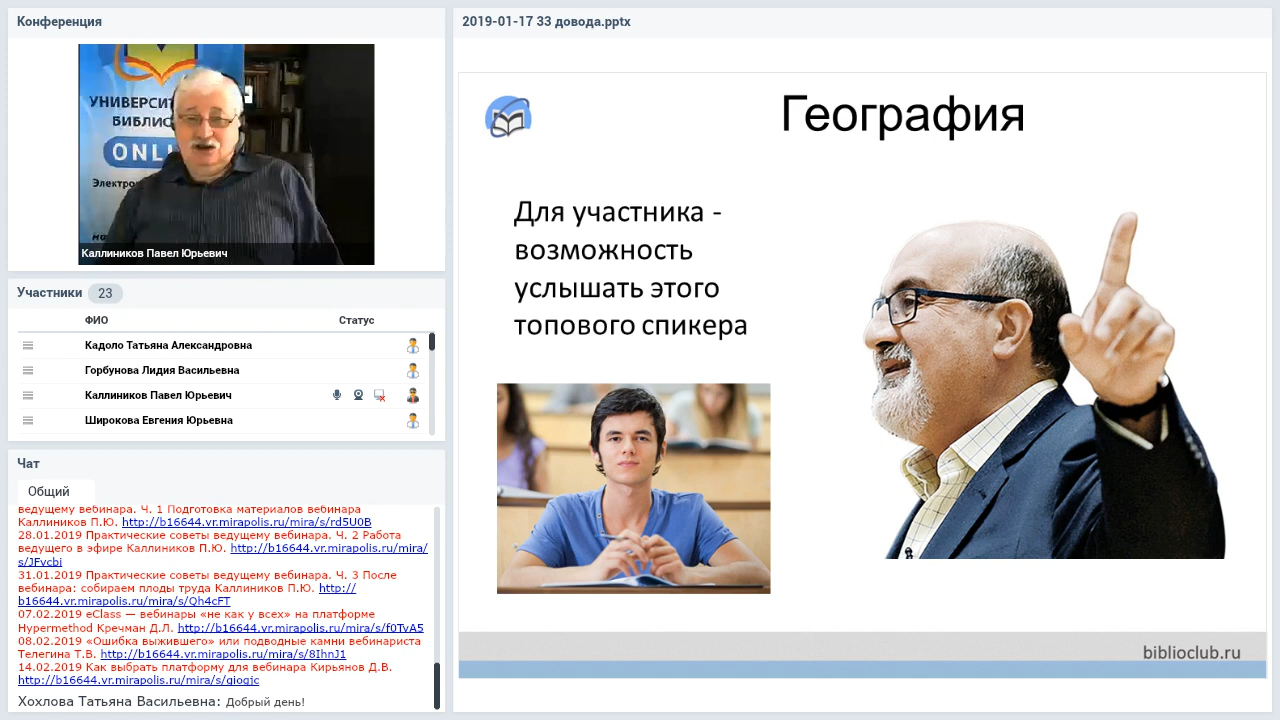 Конференция
УНИВЕРСИТ
БИБЛИО
ONL
Электро
Каллиников Павел Юрьевич
Участники 23
ФИО Статус
Кадоло Татьяна Александровна
Горбунова Лидия Васильевна
Каллиников Павел Юрьевич
Широкова Евгения Юрьевна
Чат
Общий
ведущему вебинара. Ч. 1 Подготовка материалов вебинара
Каллиников П.Ю. http://b16644.vr.mirapolis.ru/mira/s/rd5U0B
28.01.2019 Практические советы ведущему вебинара. Ч. 2 Работа
ведущего в эфире Каллиников П.Ю. http://b16644.vr.mirapolis.ru/mira/
s/JFvcbi
31.01.2019 Практические советы ведущему вебинара. Ч. 3 После
вебинара: собираем плоды труда Каллиников П.Ю. http://
b16644.vr.mirapolis.ru/mira/s/Qh4cFT
07.02.2019 eClass — вебинары «не как у всех» на платформе
Hypermethod Кречман Д.Л. http://b16644.vr.mirapolis.ru/mira/s/f0TvA5
08.02.2019 «Ошибка выжившего» или подводные камни вебинариста
Телегина Т.В. http://b16644.vr.mirapolis.ru/mira/s/8IhnJ1
14.02.2019 Как выбрать платформу для вебинара Кирьянов Д.В.
http://b16644.vr.mirapolis.ru/mira/s/gioqjc
Хохлова Татьяна Васильевна: Добрый день!
2019-01-17 33 довода.pptx
География
Для участника -
возможность
услышать этого
топового спикера
biblioclub.ru